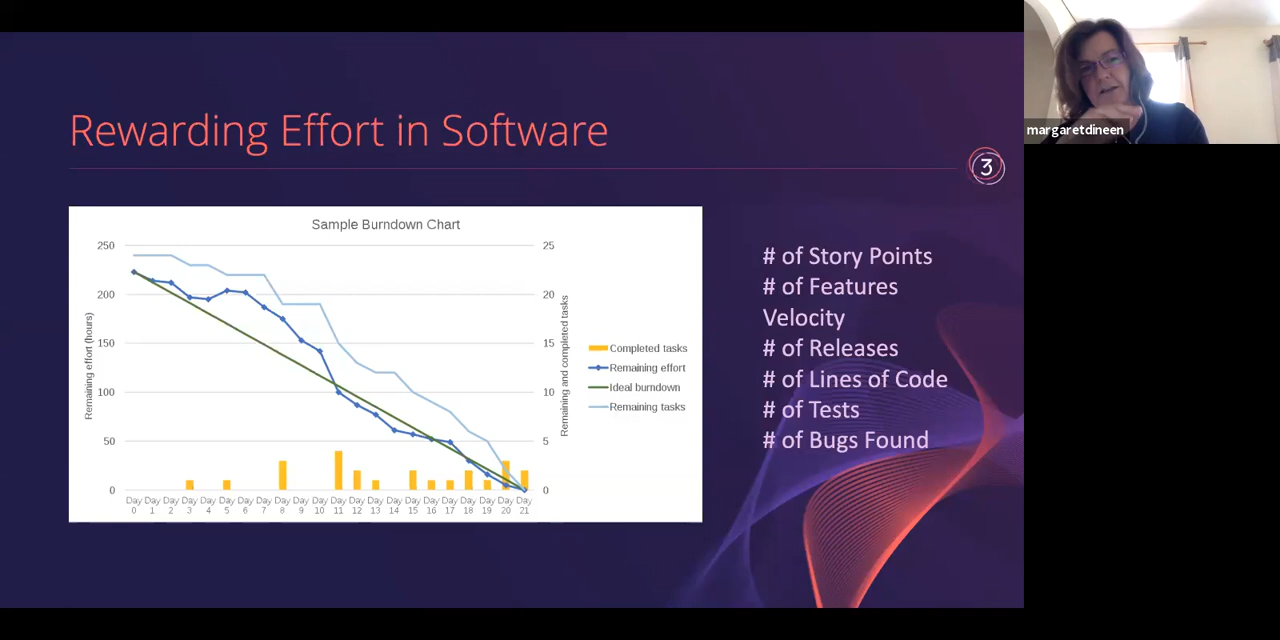 Rewarding Effort in Software
3
margaretdineen
Sample Burndown Chart
250
200
150
100
50
0
Remaining effort (hours)
25
20
15
10
5
0
Remaining and completed tasks
Day Day Day Day Day Day Day Day Day Day Day Day Day Day Day Day Day Day Day Day Day Day
0 1 2 3 4 5 6 7 8 9 10 11 12 13 14 15 16 17 18 19 20 21
Completed tasks
Remaining effort
Ideal burndown
Remaining tasks
# of Story Points
# of Features
Velocity
# of Releases
# of Lines of Code
# of Tests
# of Bugs Found